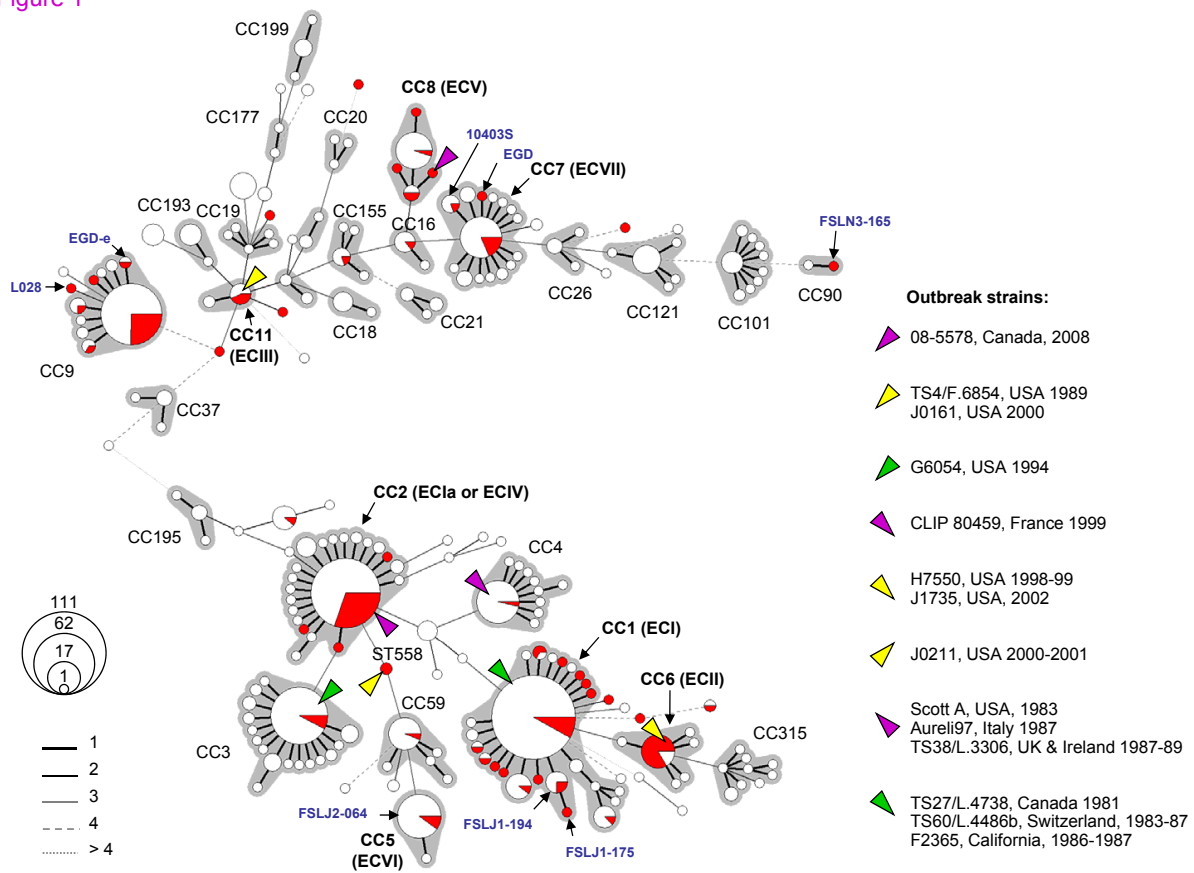 Figure 1
CC199
CC8 (ECV)
CC177
CC20
10403S
EGD
CC7 (ECVII)
CC193
CC19
CC155
CC16
FSLN3-165
EGD-e
L028
CC26
CC121
CC101
CC90
CC18
CC21
CC11
(ECIII)
CC9
CC37
CC2 (ECIa or ECIV)
CC195
CC4
111
62
17
1
CC1 (ECI)
ST558
CC6 (ECII)
CC59
CC3
CC315
1
2
3
4
> 4
FSLJ2-064
CC5
(ECVI)
FSLJ1-194
FSLJ1-175
Outbreak strains:
08-5578, Canada, 2008
TS4/F.6854, USA 1989
J0161, USA 2000
G6054, USA 1994
CLIP 80459, France 1999
H7550, USA 1998-99
J1735, USA, 2002
J0211, USA 2000-2001
Scott A, USA, 1983
Aureli97, Italy 1987
TS38/L.3306, UK & Ireland 1987-89
TS27/L.4738, Canada 1981
TS60/L.4486b, Switzerland, 1983-87
F2365, California, 1986-1987